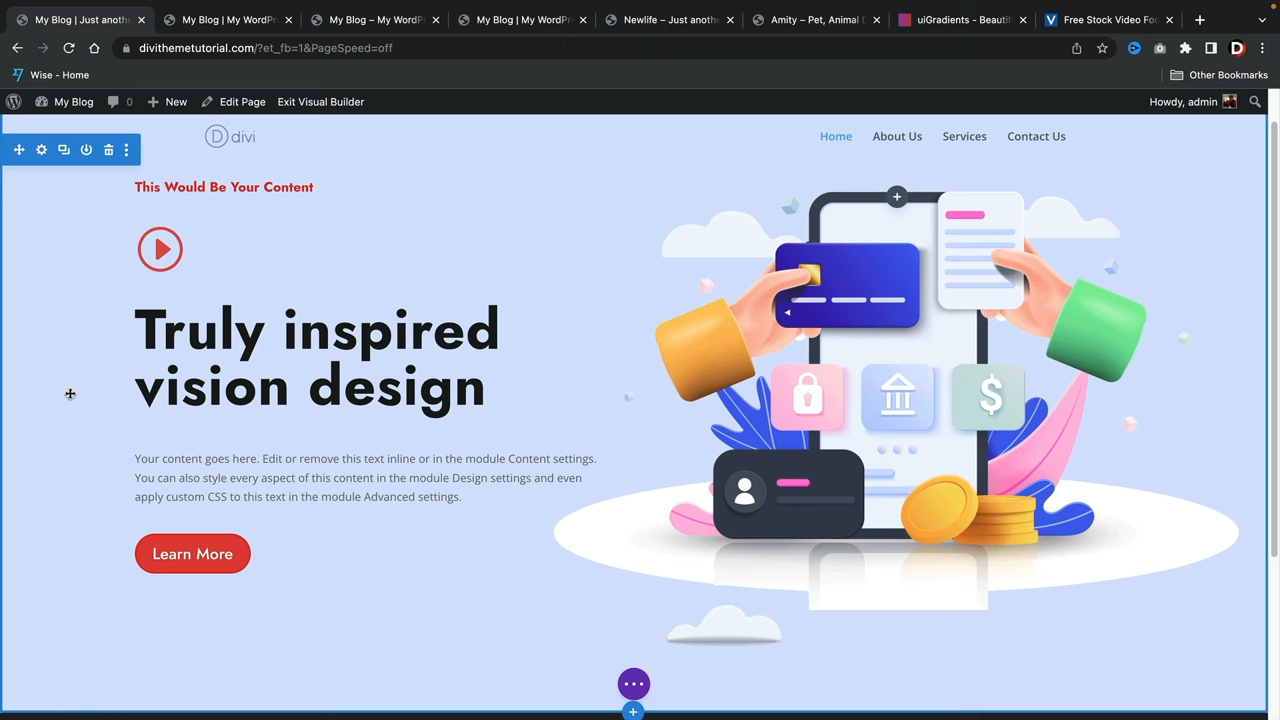 My Blog | Just anoth
My Blog | My WordPr
My Blog – My WordP
My Blog | My WordPr
Newlife – Just anoth
Amity – Pet, Animal D
uiGradients - Beautif
Free Stock Video Foo
divithemetutorial.com/?et_fb=1&PageSpeed=off
D
Wise - Home
Other Bookmarks
My Blog
0
New
Edit Page
Exit Visual Builder
Howdy, admin
D divi
Home
About Us
Services
Contact Us
This Would Be Your Content
Truly inspired
vision design
Your content goes here. Edit or remove this text inline or in the module Content settings.
You can also style every aspect of this content in the module Design settings and even
apply custom CSS to this text in the module Advanced settings.
Learn More
$